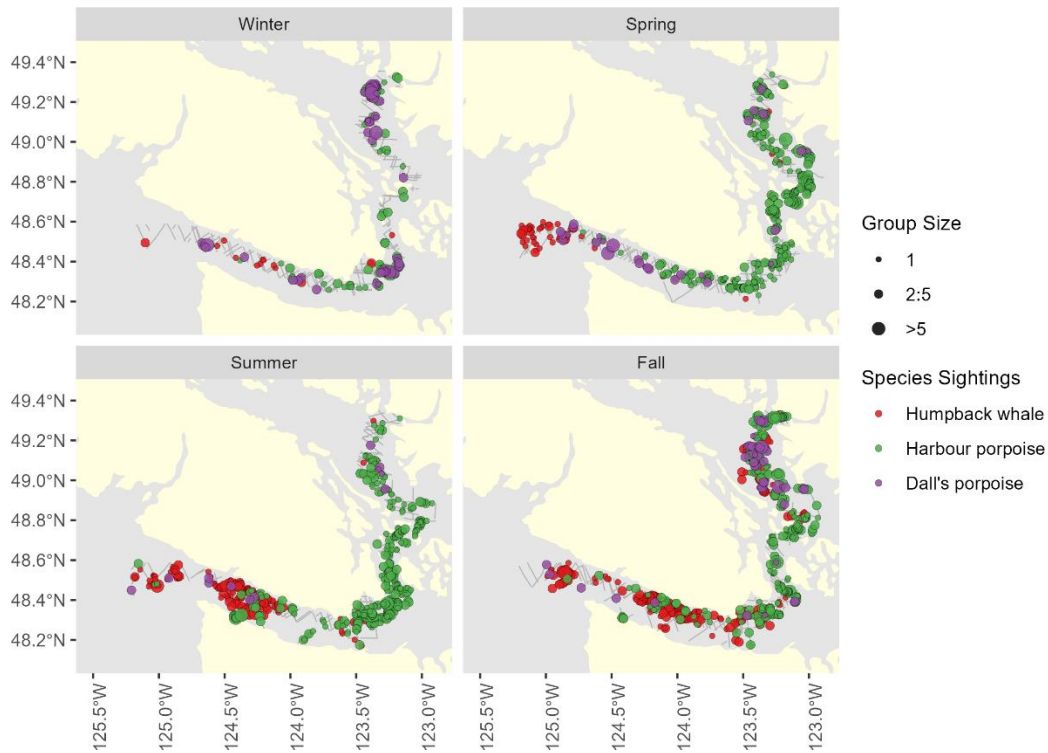 Winter
Spring
49.4°N
49.2°N
49.0°N
48.8°N
48.6°N
48.4°N
48.2°N
Summer
Fall
49.4°N
49.2°N
49.0°N
48.8°N
48.6°N
48.4°N
48.2°N
125.5°W
125.0°W
124.5°W
124.0°W
123.5°W
123.0°W
125.5°W
125.0°W
124.5°W
124.0°W
123.5°W
123.0°W
Group Size
1
2:5
>5
Species Sightings
Humpback whale
Harbour porpoise
Dall's porpoise